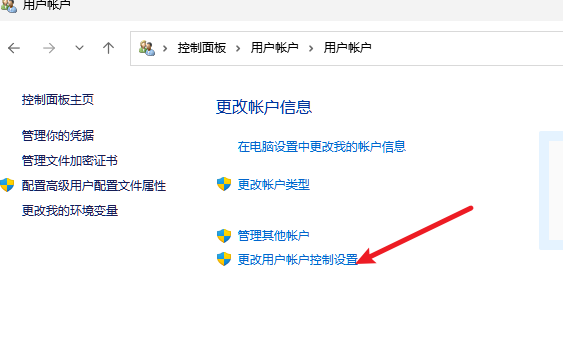 用户帐户
控制面板 用户帐户 用户帐户
控制面板主页
管理你的凭据
管理文件加密证书
配置高级用户配置文件属性
更改我的环境变量
更改帐户信息
在电脑设置中更改我的帐户信息
更改帐户类型
管理其他帐户
更改用户帐户控制设置